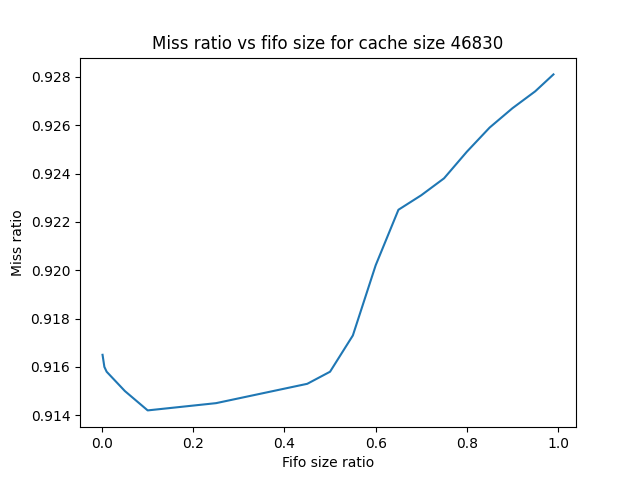 Miss ratio vs fifo size for cache size 46830
0.928
0.926
0.924
0.922
0.920
0.918
0.916
0.914
Miss ratio
0.0 0.2 0.4 0.6 0.8 1.0
Fifo size ratio